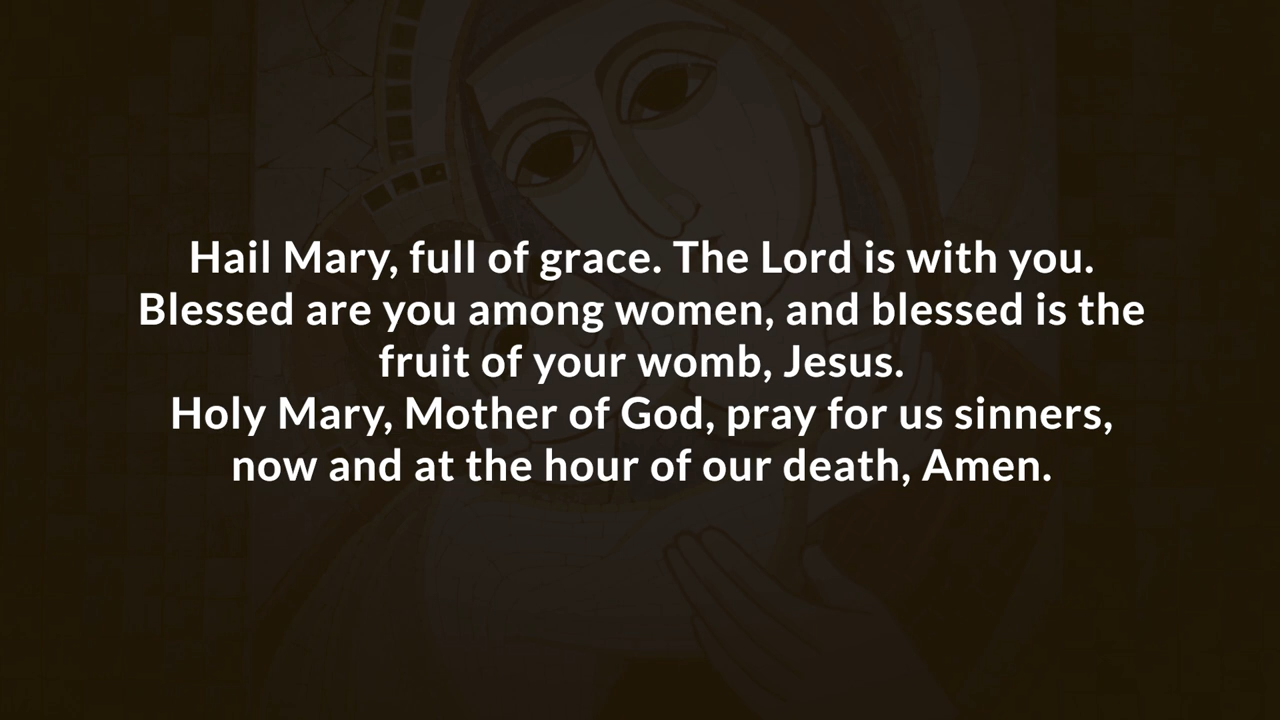 Hail Mary, full of grace. The Lord is with you.
Blessed are you among women, and blessed is the
fruit of your womb, Jesus.
Holy Mary, Mother of God, pray for us sinners,
now and at the hour of our death, Amen.